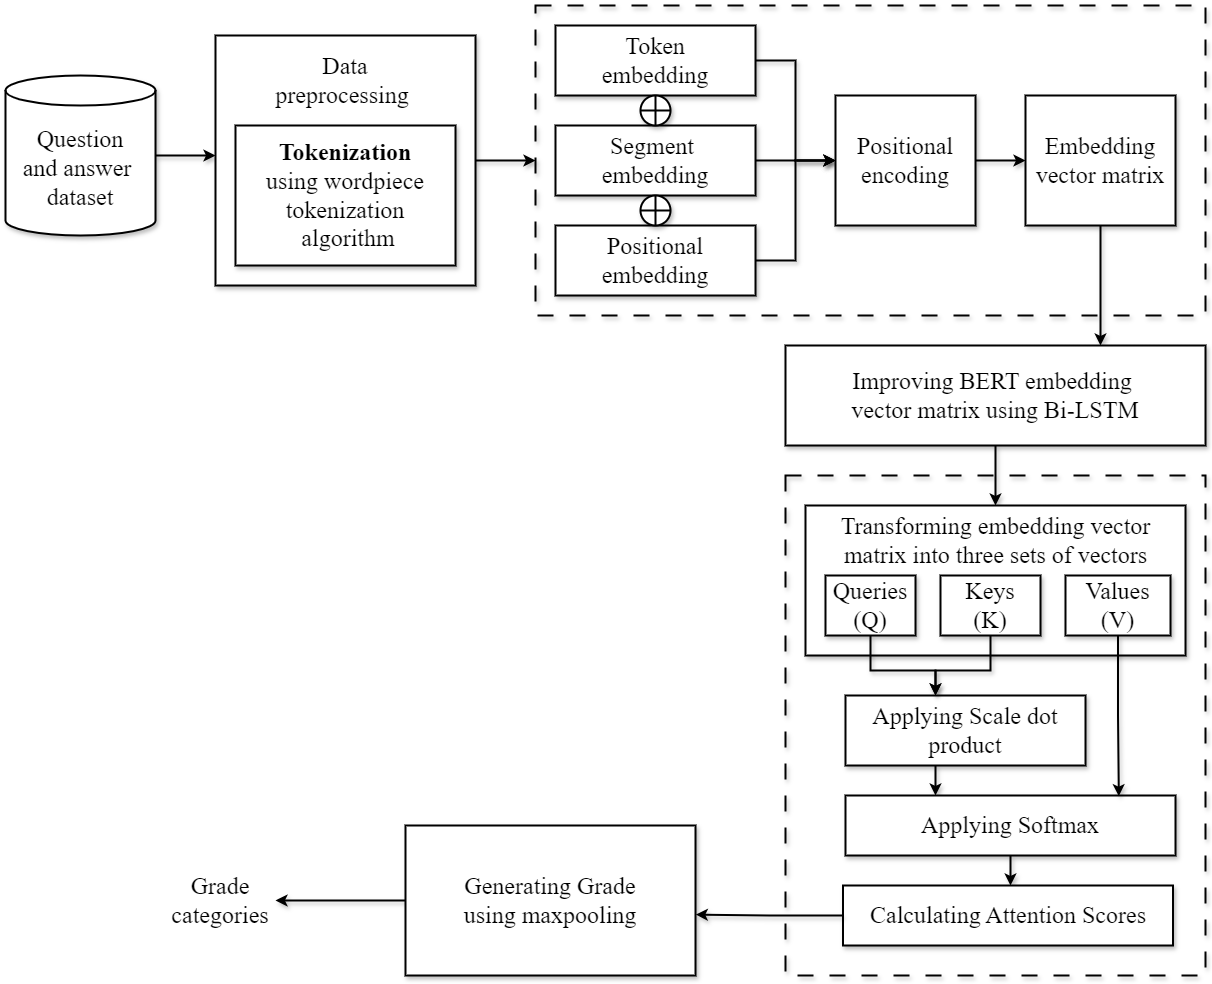 Question
and answer
dataset
Data
preprocessing
Tokenization
using wordpiece
tokenization
algorithm
Token
embedding
Segment
embedding
Positional
embedding
Positional
encoding
Embedding
vector matrix
Improving BERT embedding
vector matrix using Bi-LSTM
Transforming embedding vector
matrix into three sets of vectors
Queries
(Q)
Keys
(K)
Values
(V)
Applying Scale dot
product
Applying Softmax
Calculating Attention Scores
Generating Grade
using maxpooling
Grade
categories